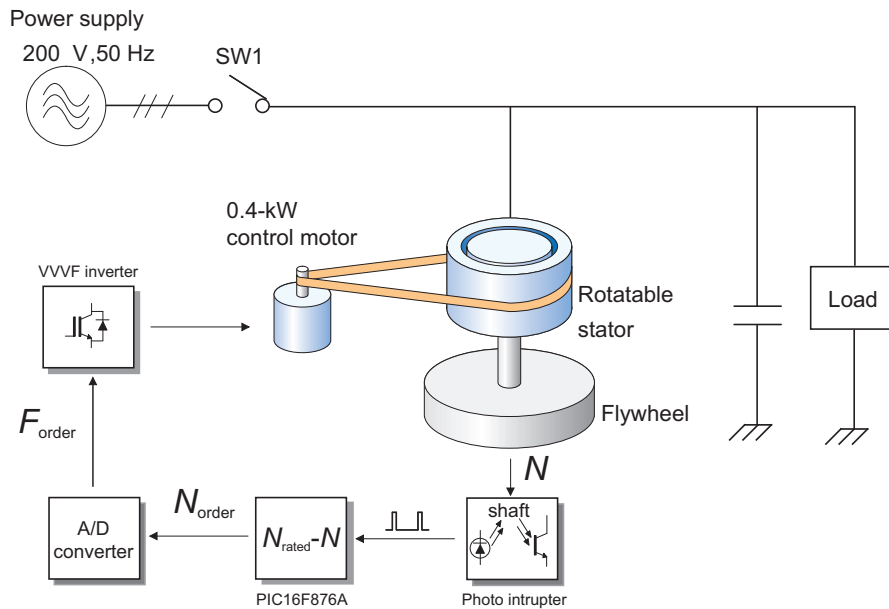 Power supply
200 V,50 Hz
SW1
0.4-kW
control motor
VVVF inverter
Rotatable
stator
Load
Flywheel
F order
N
N order
shaft
A/D
converter
N rated-N
PIC16F876A
Photo intrupter